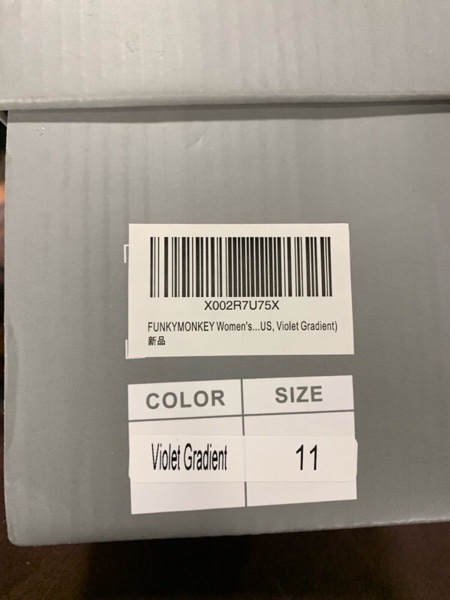 X002R7U75X
FUNKYMONKEY Women's...US, Violet Gradient)
新品
COLOR SIZE
Violet Gradient 11